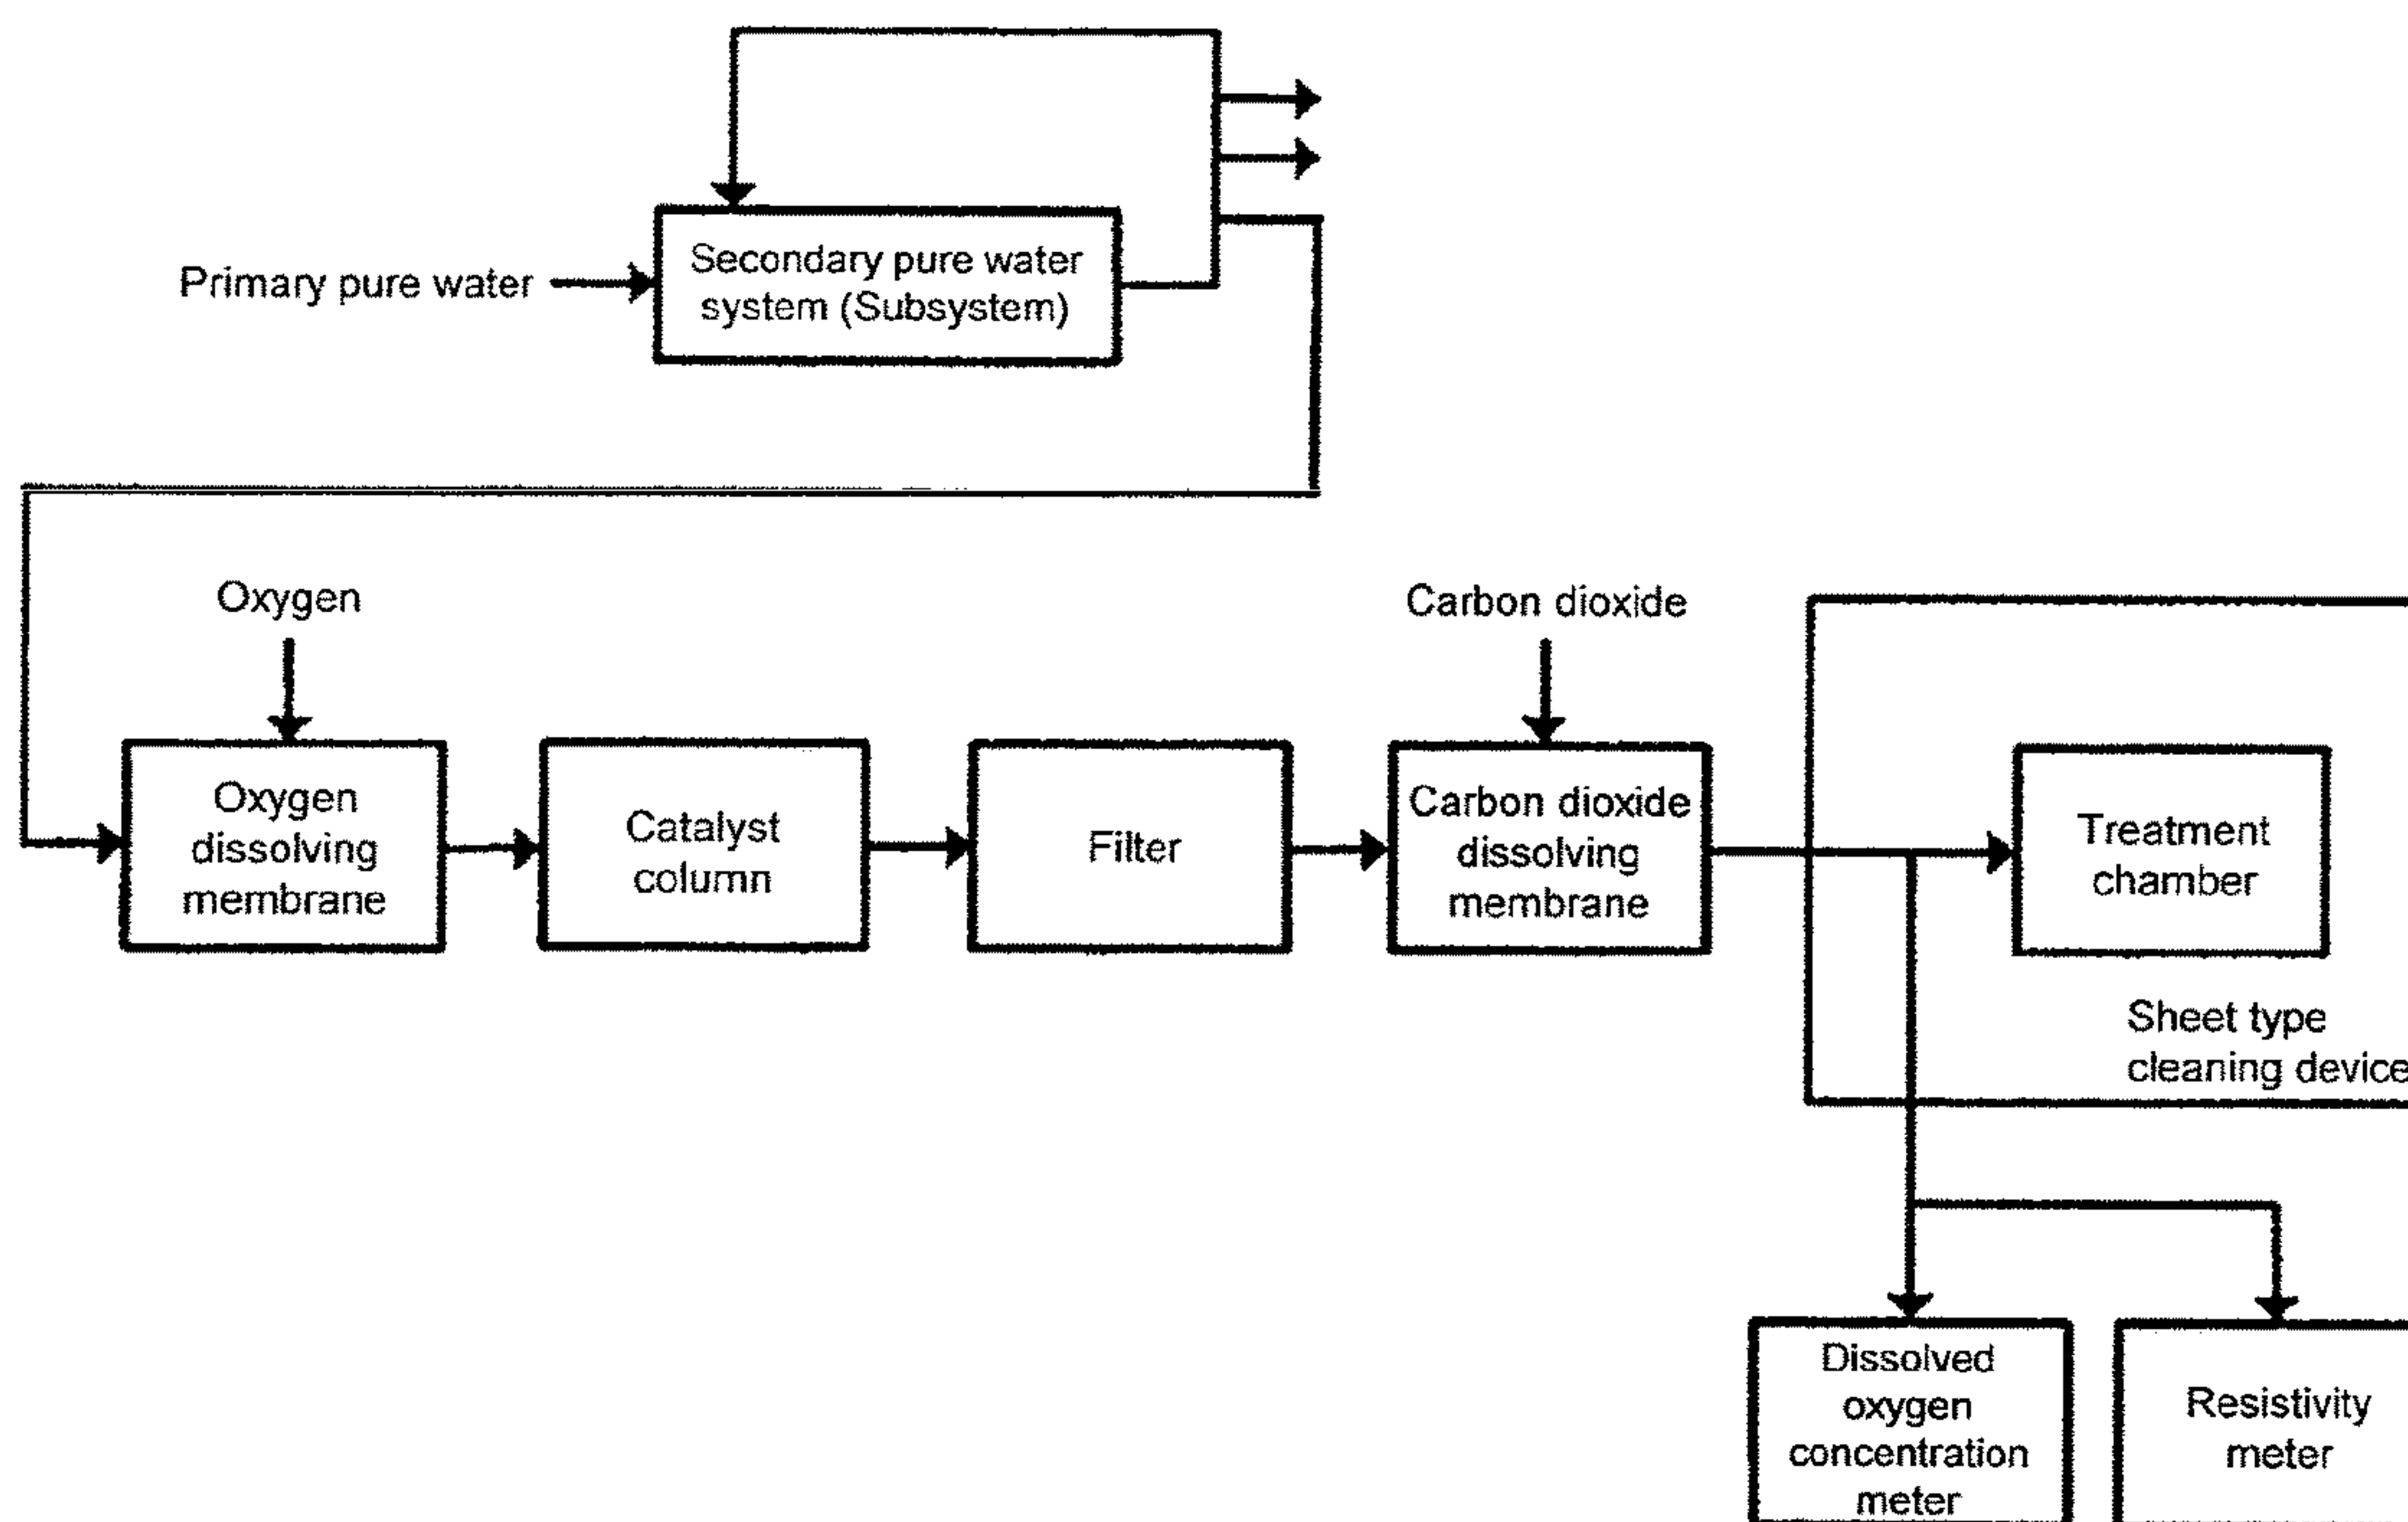 Primary pure water
Secondary pure water
system (Subsystem)
Oxygen
Carbon dioxide
Oxygen
dissolving
membrane
Catalyst
column
Filter
Carbon dioxide
dissolving
membrane
Treatment
chamber
Sheet type
cleaning device
Dissolved
oxygen
concentration
meter
Resistivity
meter